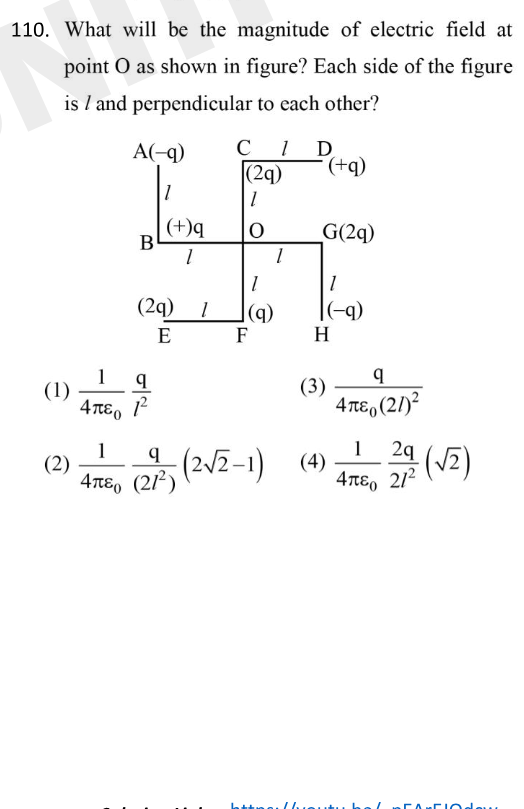 110. What will be the magnitude of electric field at
point O as shown in figure? Each side of the figure
is l and perpendicular to each other?
A(–q) C l D
(2q) (+q)
l l
(+)q O G(2q)
B l l
l l
(2q) l (q) (–q)
E F H
(1) 1/4πε₀ q/l² (3) q/4πε₀(2l)²
(2) 1/4πε₀ q/(2l²) (2√2–1) (4) 1/4πε₀ 2q/2l² (√2)